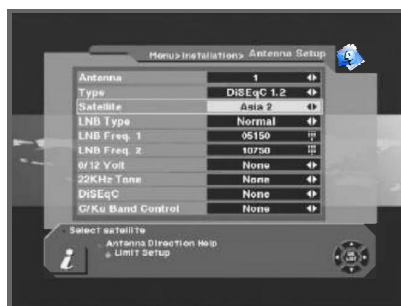 Menu>Installation> Antenna Setup
Antenna 1
Type DiSEqC 1.2
Satellite Asia 2
LNB Type Normal
LNB Freq. 1 05150
LNB Freq. 2 10750
0/12 Volt None
22KHz Tone None
DiSEqC None
C/Ku Band Control None
Select satellite
Antenna Direction Help
Limit Setup
i